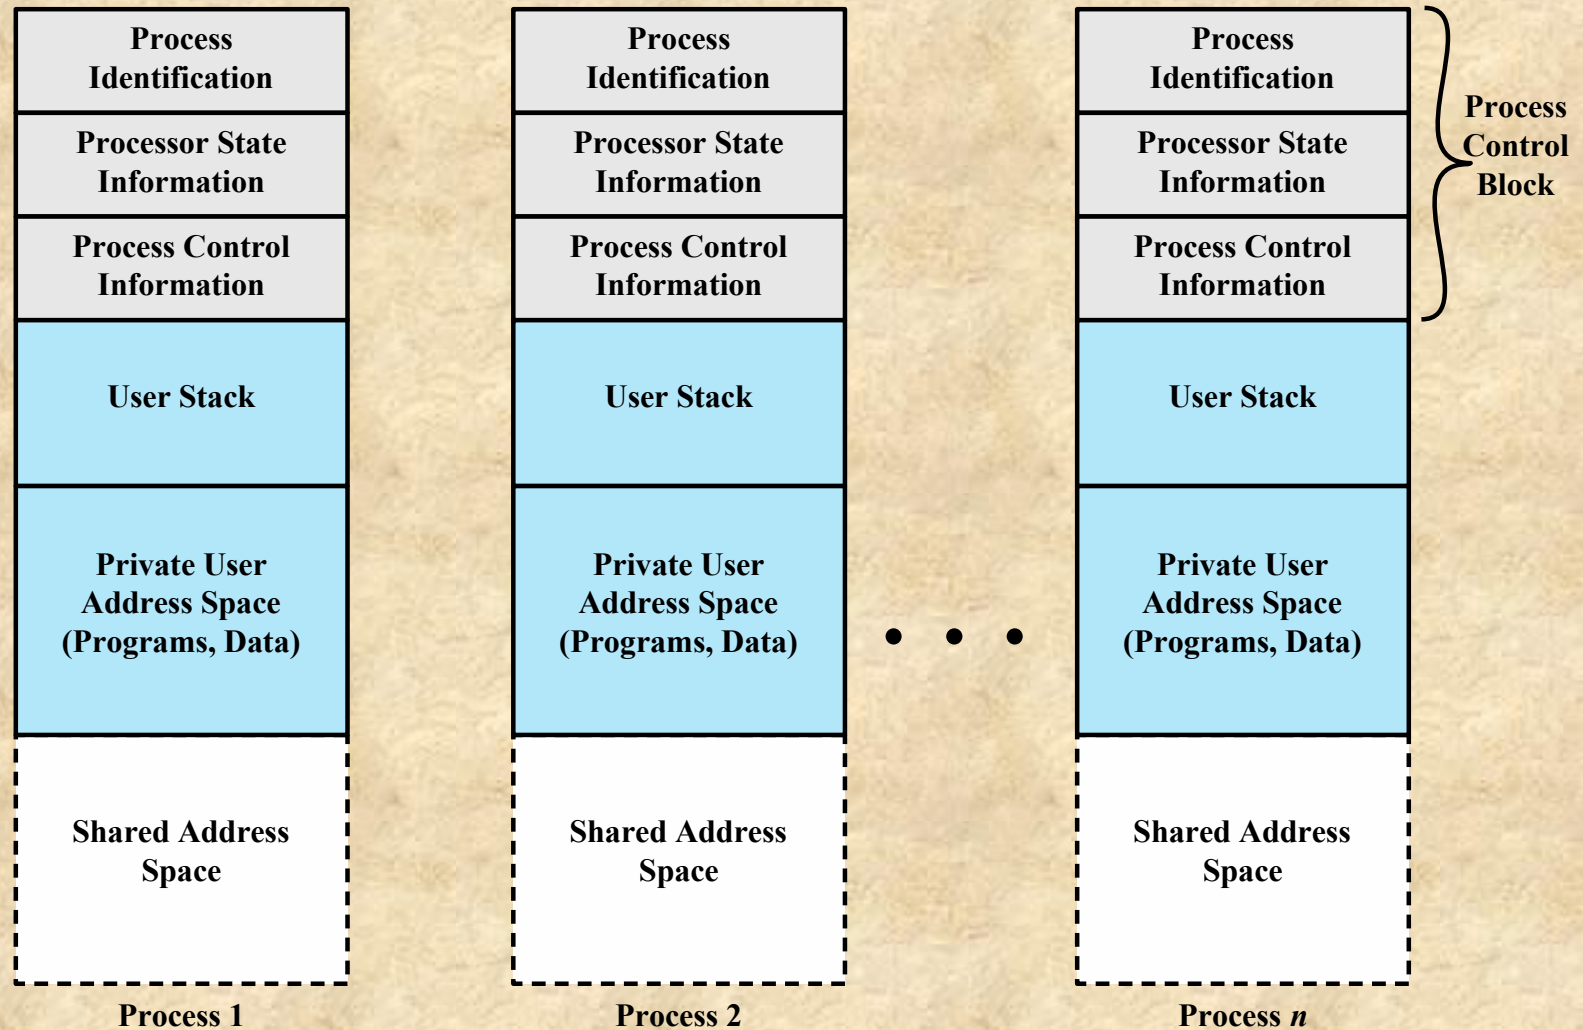 Process
Identification
Processor State
Information
Process Control
Information
User Stack
Private User
Address Space
(Programs, Data)
Shared Address
Space
Process 1
Process
Identification
Processor State
Information
Process Control
Information
User Stack
Private User
Address Space
(Programs, Data)
Shared Address
Space
Process 2
• • •
Process
Identification
Processor State
Information
Process Control
Information
User Stack
Private User
Address Space
(Programs, Data)
Shared Address
Space
Process n
Process
Control
Block